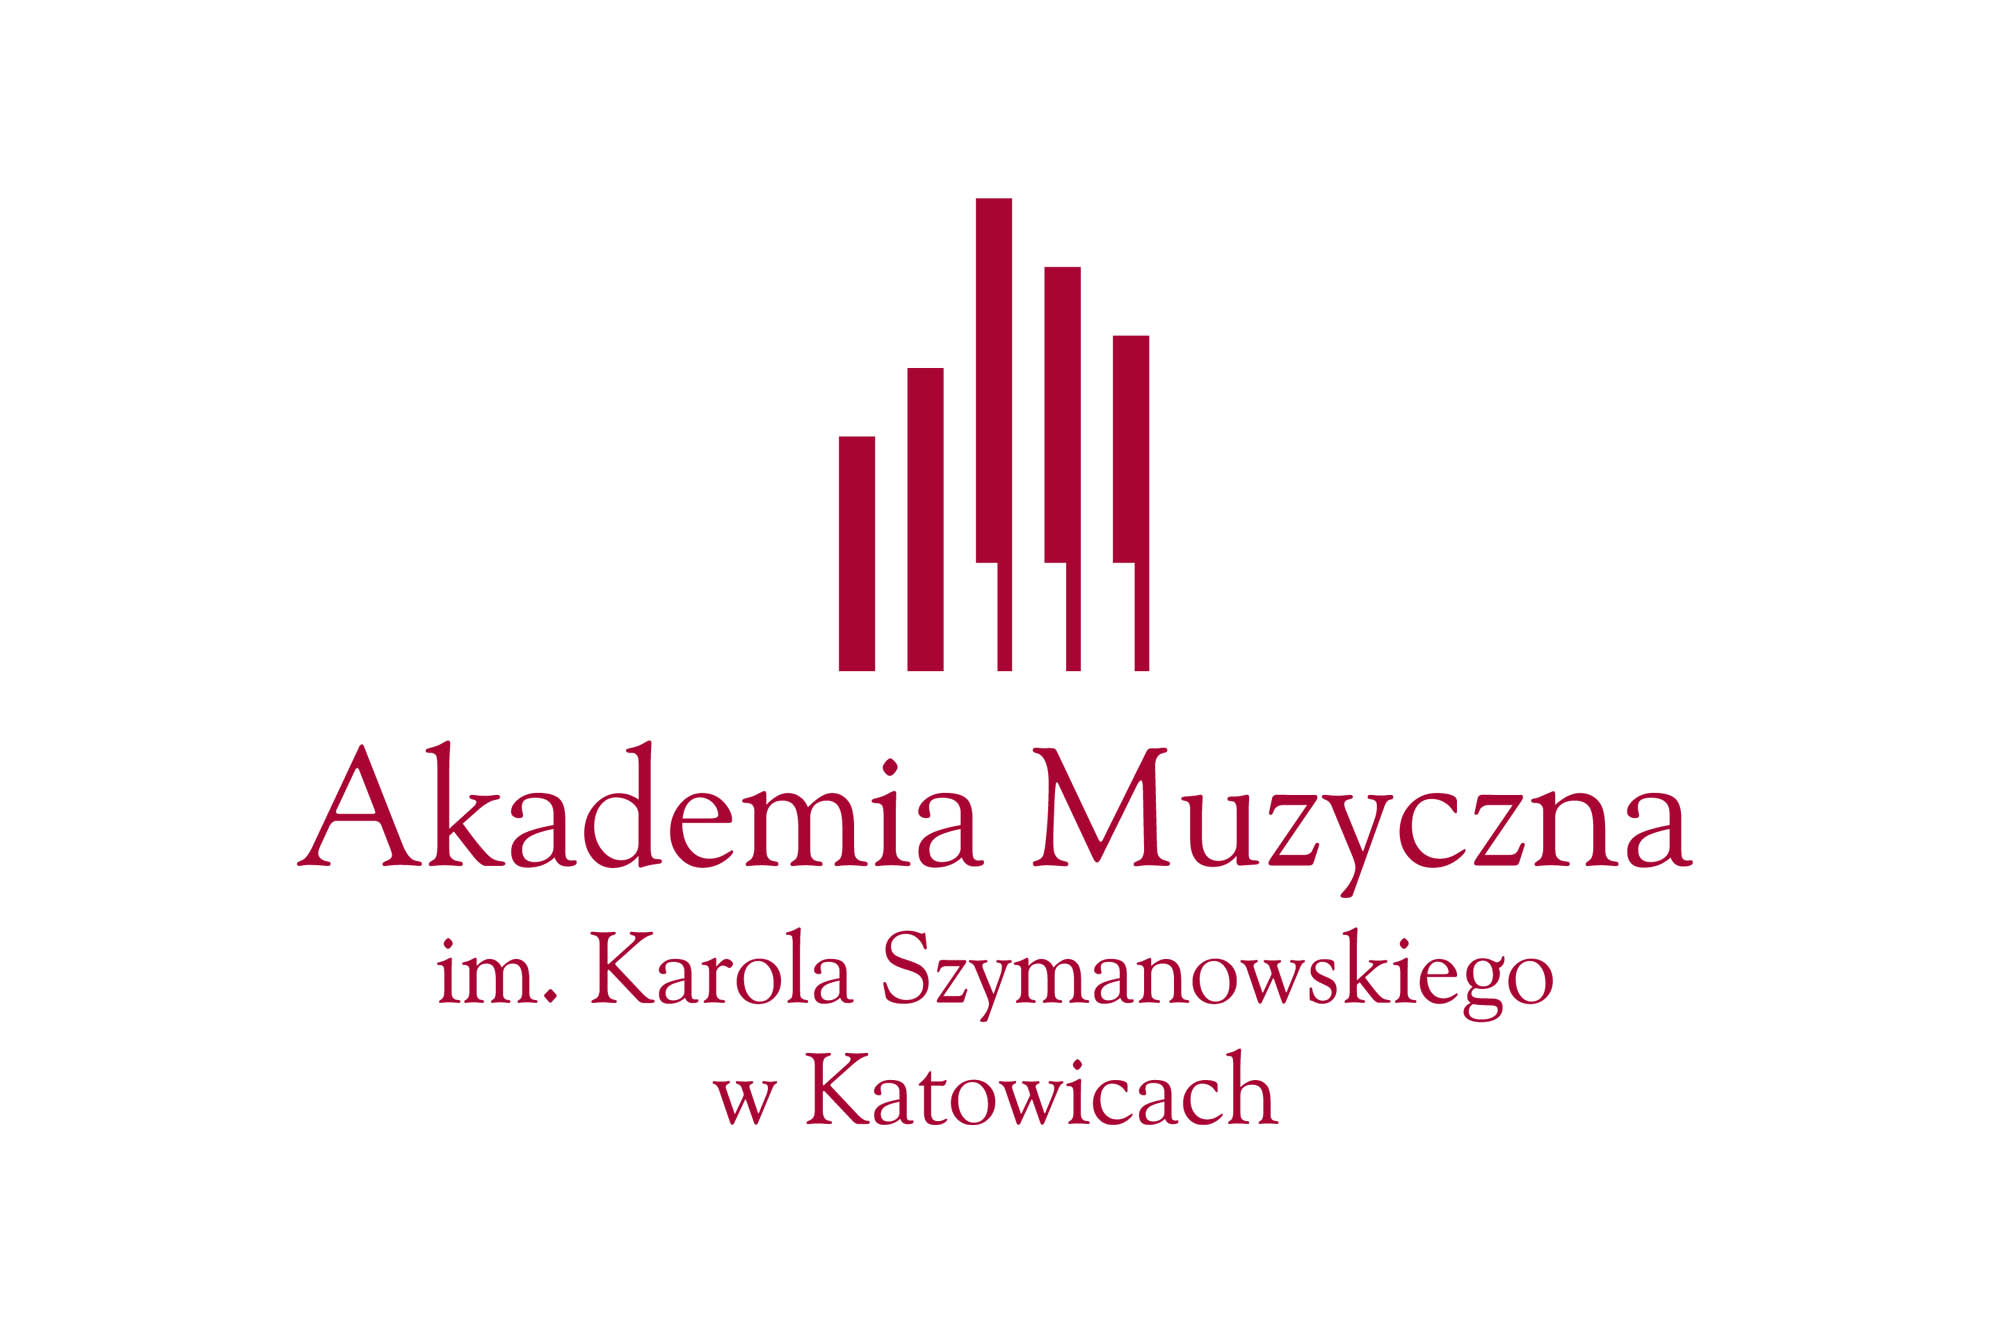 Akademia Muzyczna
im. Karola Szymanowskiego
w Katowicach